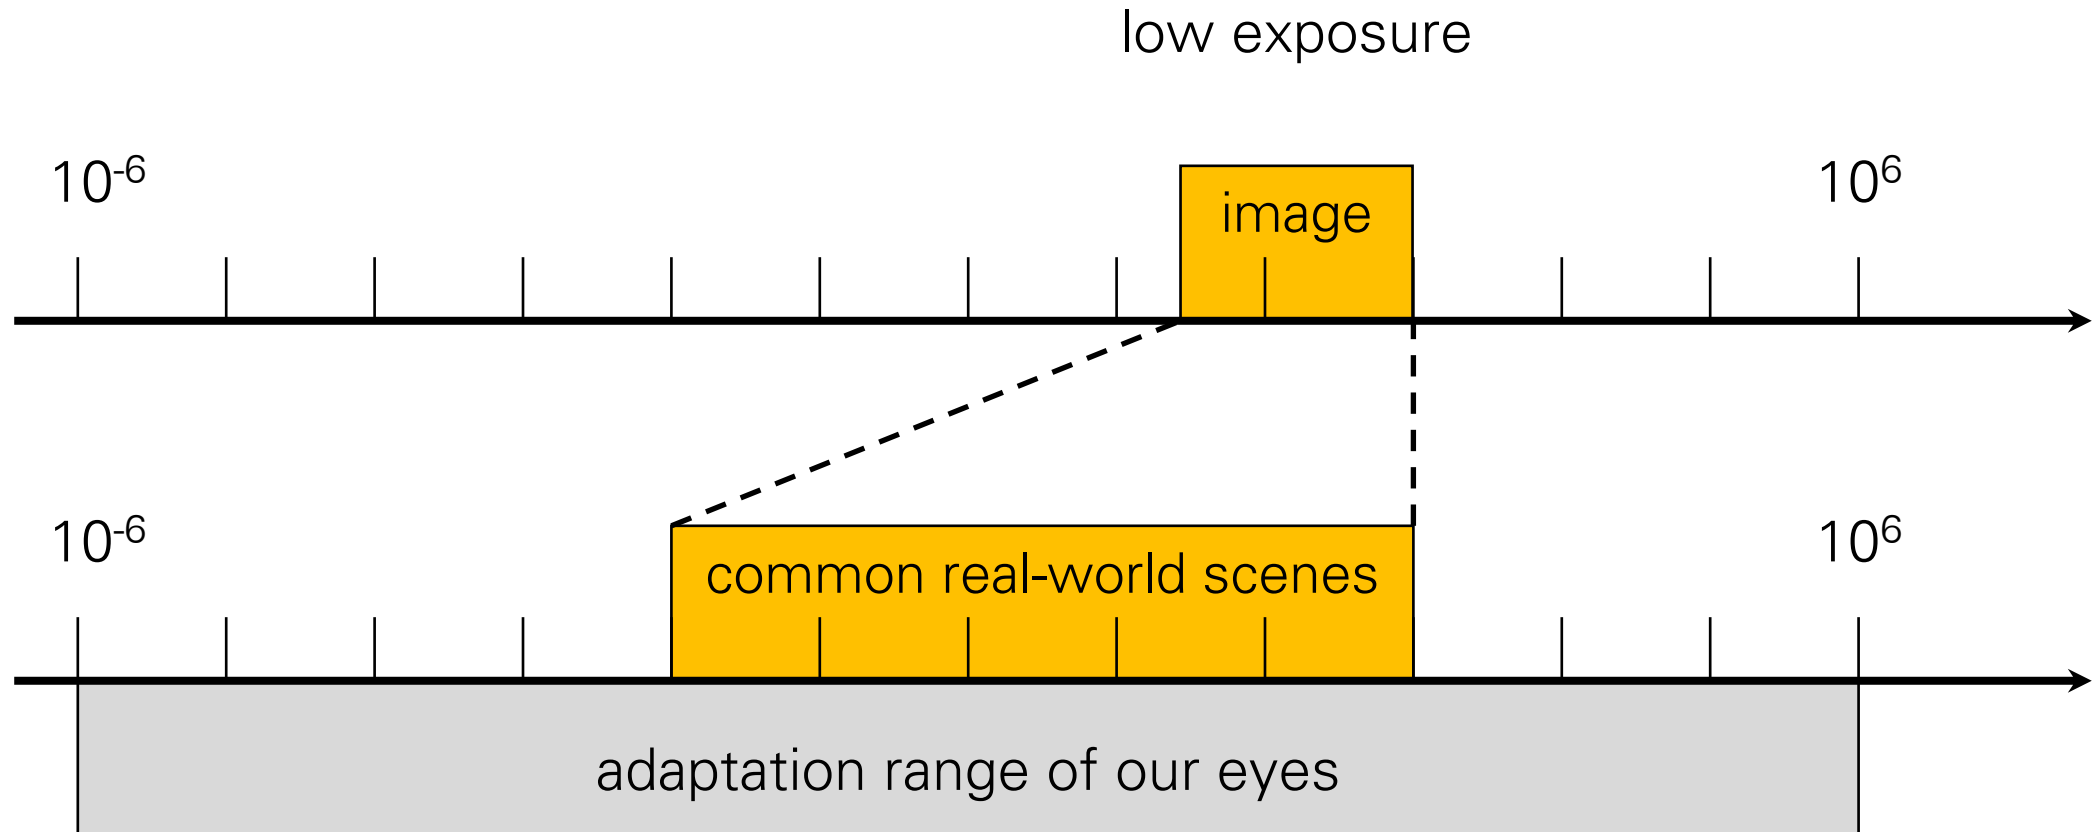 low exposure
10⁻⁶
image
10⁶
10⁻⁶
common real-world scenes
10⁶
adaptation range of our eyes